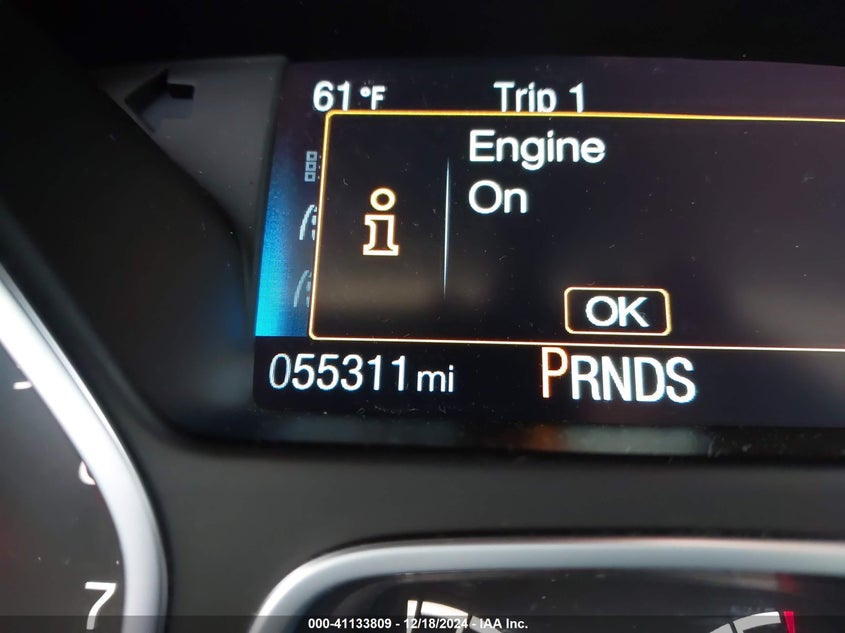 61°F Trip 1
Engine
On
i
OK
055311 mi PRNDS
7
000-41133809 - 12/18/2024 - IAA Inc.